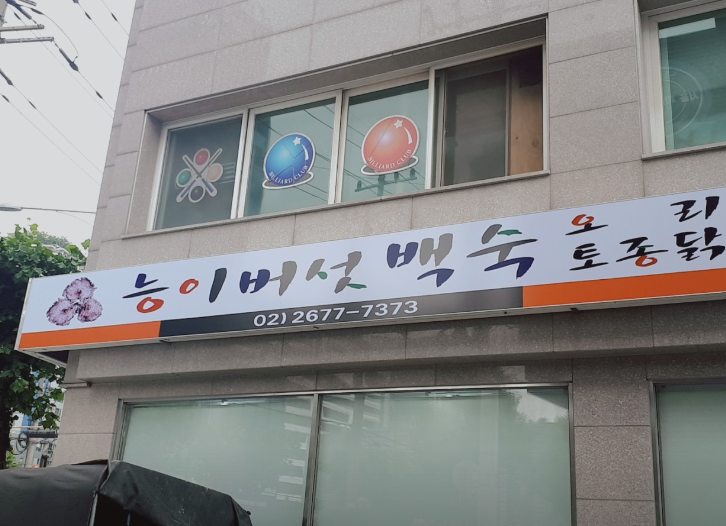 BILLIARD CLUB
BILLIARD CLUB
능이버섯 백숙
오리
토종닭
02) 2677-7373